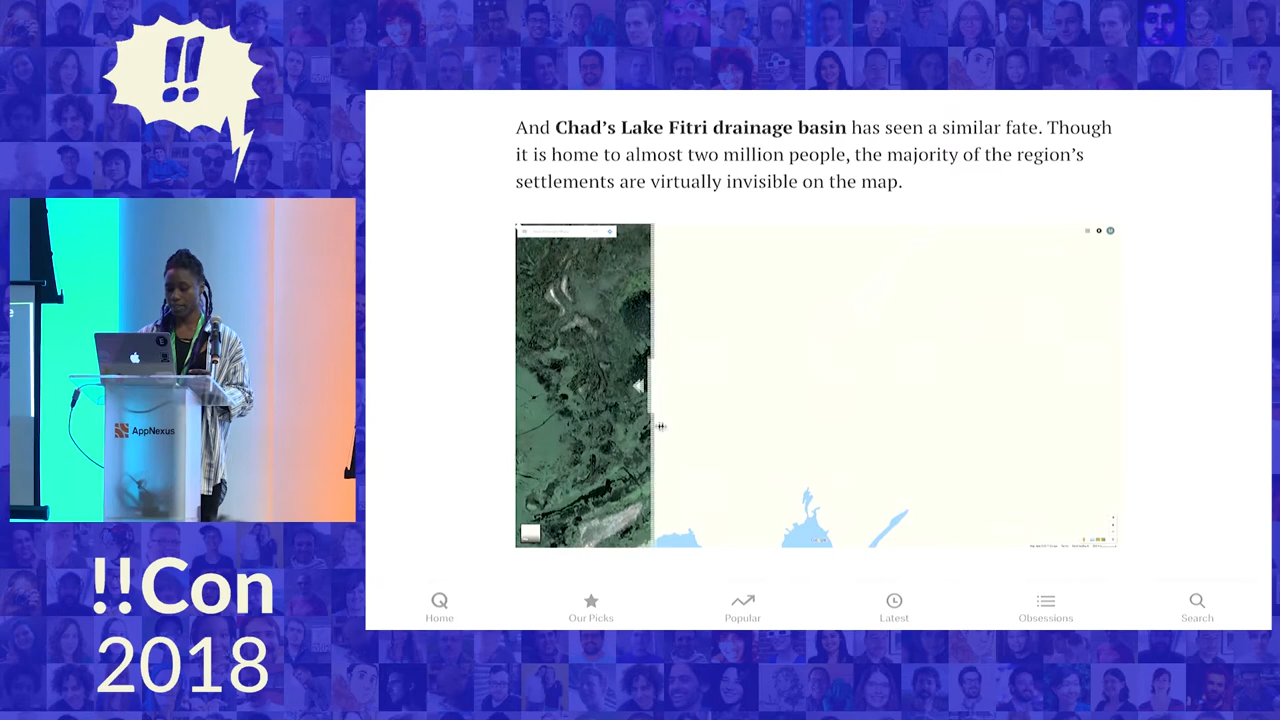 !!
And Chad's Lake Fitri drainage basin has seen a similar fate. Though
it is home to almost two million people, the majority of the region's
settlements are virtually invisible on the map.
AppNexus
Home
Our Picks
Popular
Latest
Obsessions
Search
!!Con
2018